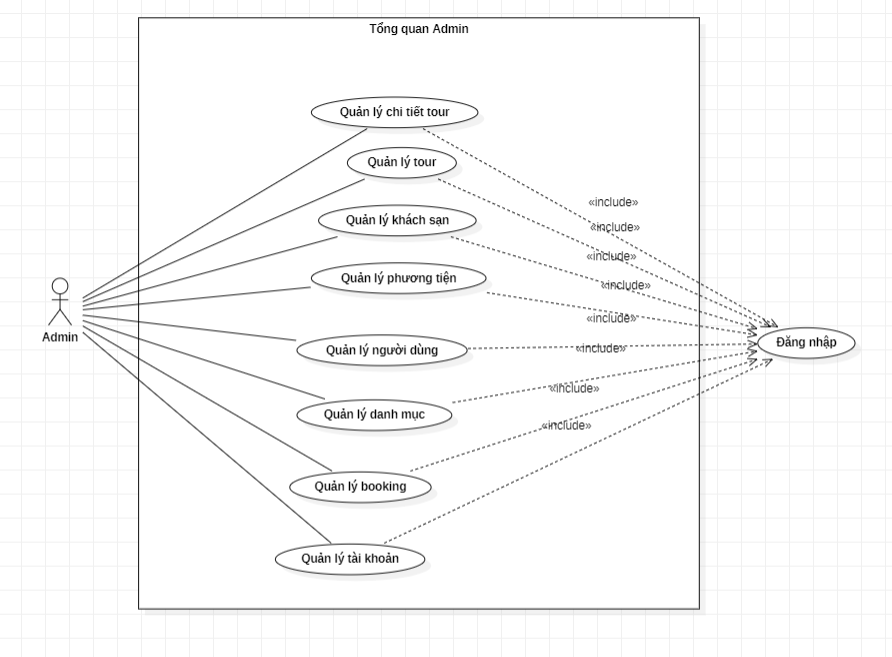 Tổng quan Admin
Quản lý chi tiết tour
Quản lý tour
«include»
Quản lý khách sạn
«include»
«include»
Quản lý phương tiện
«include»
«include»
Admin
Đăng nhập
Quản lý người dùng
«include»
«include»
Quản lý danh mục
«include»
Quản lý booking
Quản lý tài khoản